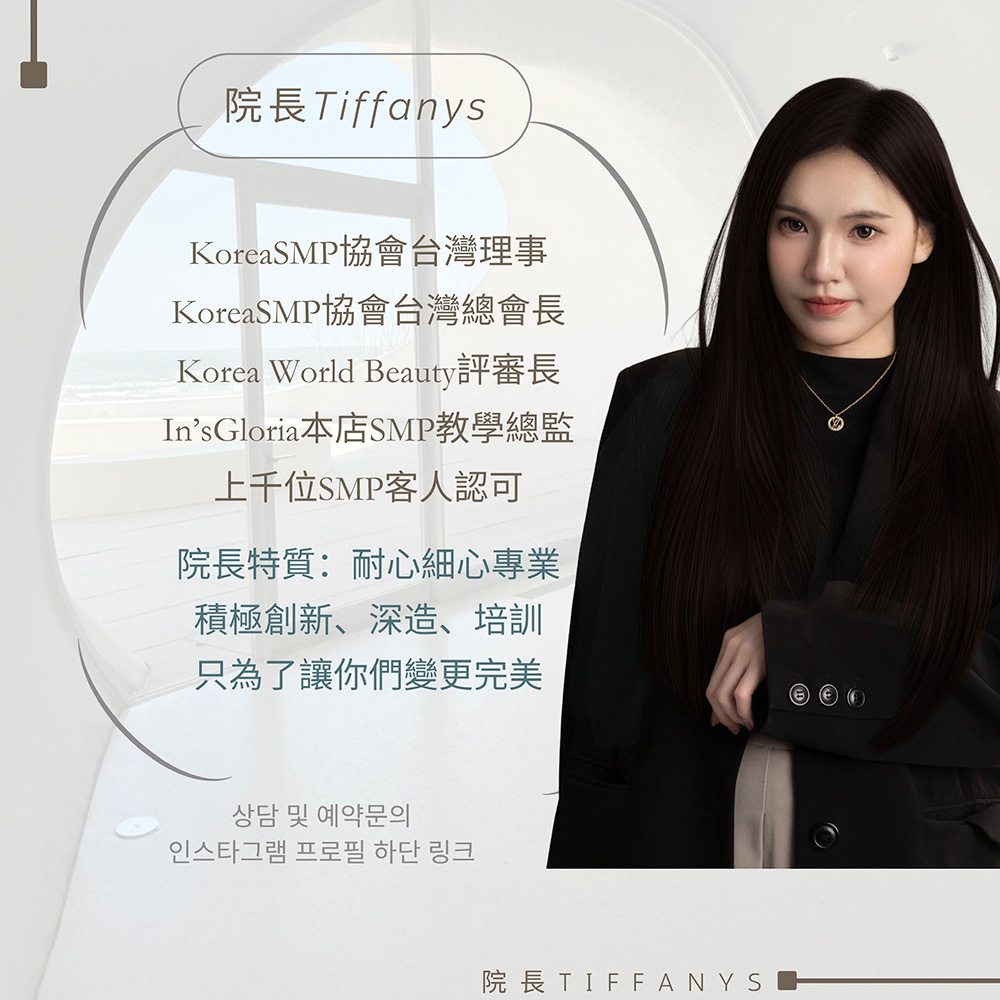 院長Tiffanys
KoreaSMP協會台灣理事
KoreaSMP協會台灣總會長
Korea World Beauty評審長
In’sGloria本店SMP教學總監
上千位SMP客人認可
院長特質：耐心細心專業
積極創新、深造、培訓
只為了讓你們變更完美
상담 및 예약문의
인스타그램 프로필 하단 링크
院長TIFFANYS